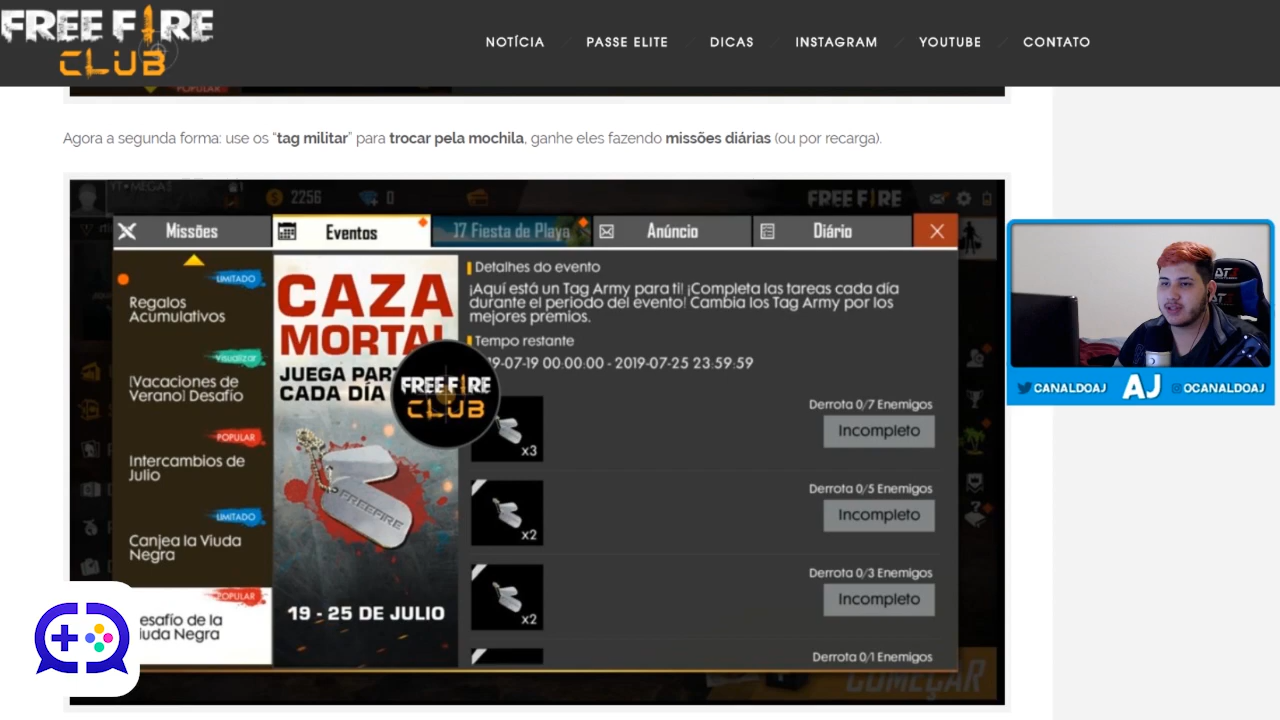 FREE FIRE
CLUB
NOTÍCIA / PASSE ELITE / DICAS INSTAGRAM / YOUTUBE / CONTATO
POPULAR
Agora a segunda forma: use os “tag militar” para trocar pela mochila, ganhe eles fazendo missões diárias (ou por recarga).
YT•MEGAS
1
2256
0
FREE FIRE
Missões
Eventos
17 Fiesta de Playa
Anúncio
Diário
LIMITADO
Regalos
Acumulativos
Visualizar
[Vacaciones de
Verano] Desafío
POPULAR
Intercambios de
Julio
LIMITADO
Canjea la Viuda
Negra
POPULAR
esafío de la
iuda Negra
CAZA
MORTAL
JUEGA PAR
CADA DÍA
FREEFIRE
19 - 25 DE JULIO
FREE FIRE
CLUB
Detalhes do evento
¡Aquí está un Tag Army para ti! ¡Completa las tareas cada día
durante el periodo del evento! Cambia los Tag Army por los
mejores premios.
Tempo restante
19-07-19 00:00:00 - 2019-07-25 23:59:59
x3
Derrota 0/7 Enemigos
Incompleto
x2
Derrota 0/5 Enemigos
Incompleto
x2
Derrota 0/3 Enemigos
Incompleto
Derrota 0/1 Enemigos
COMEÇAR
CANALDOAJ
AJ
OCANALDOAJ